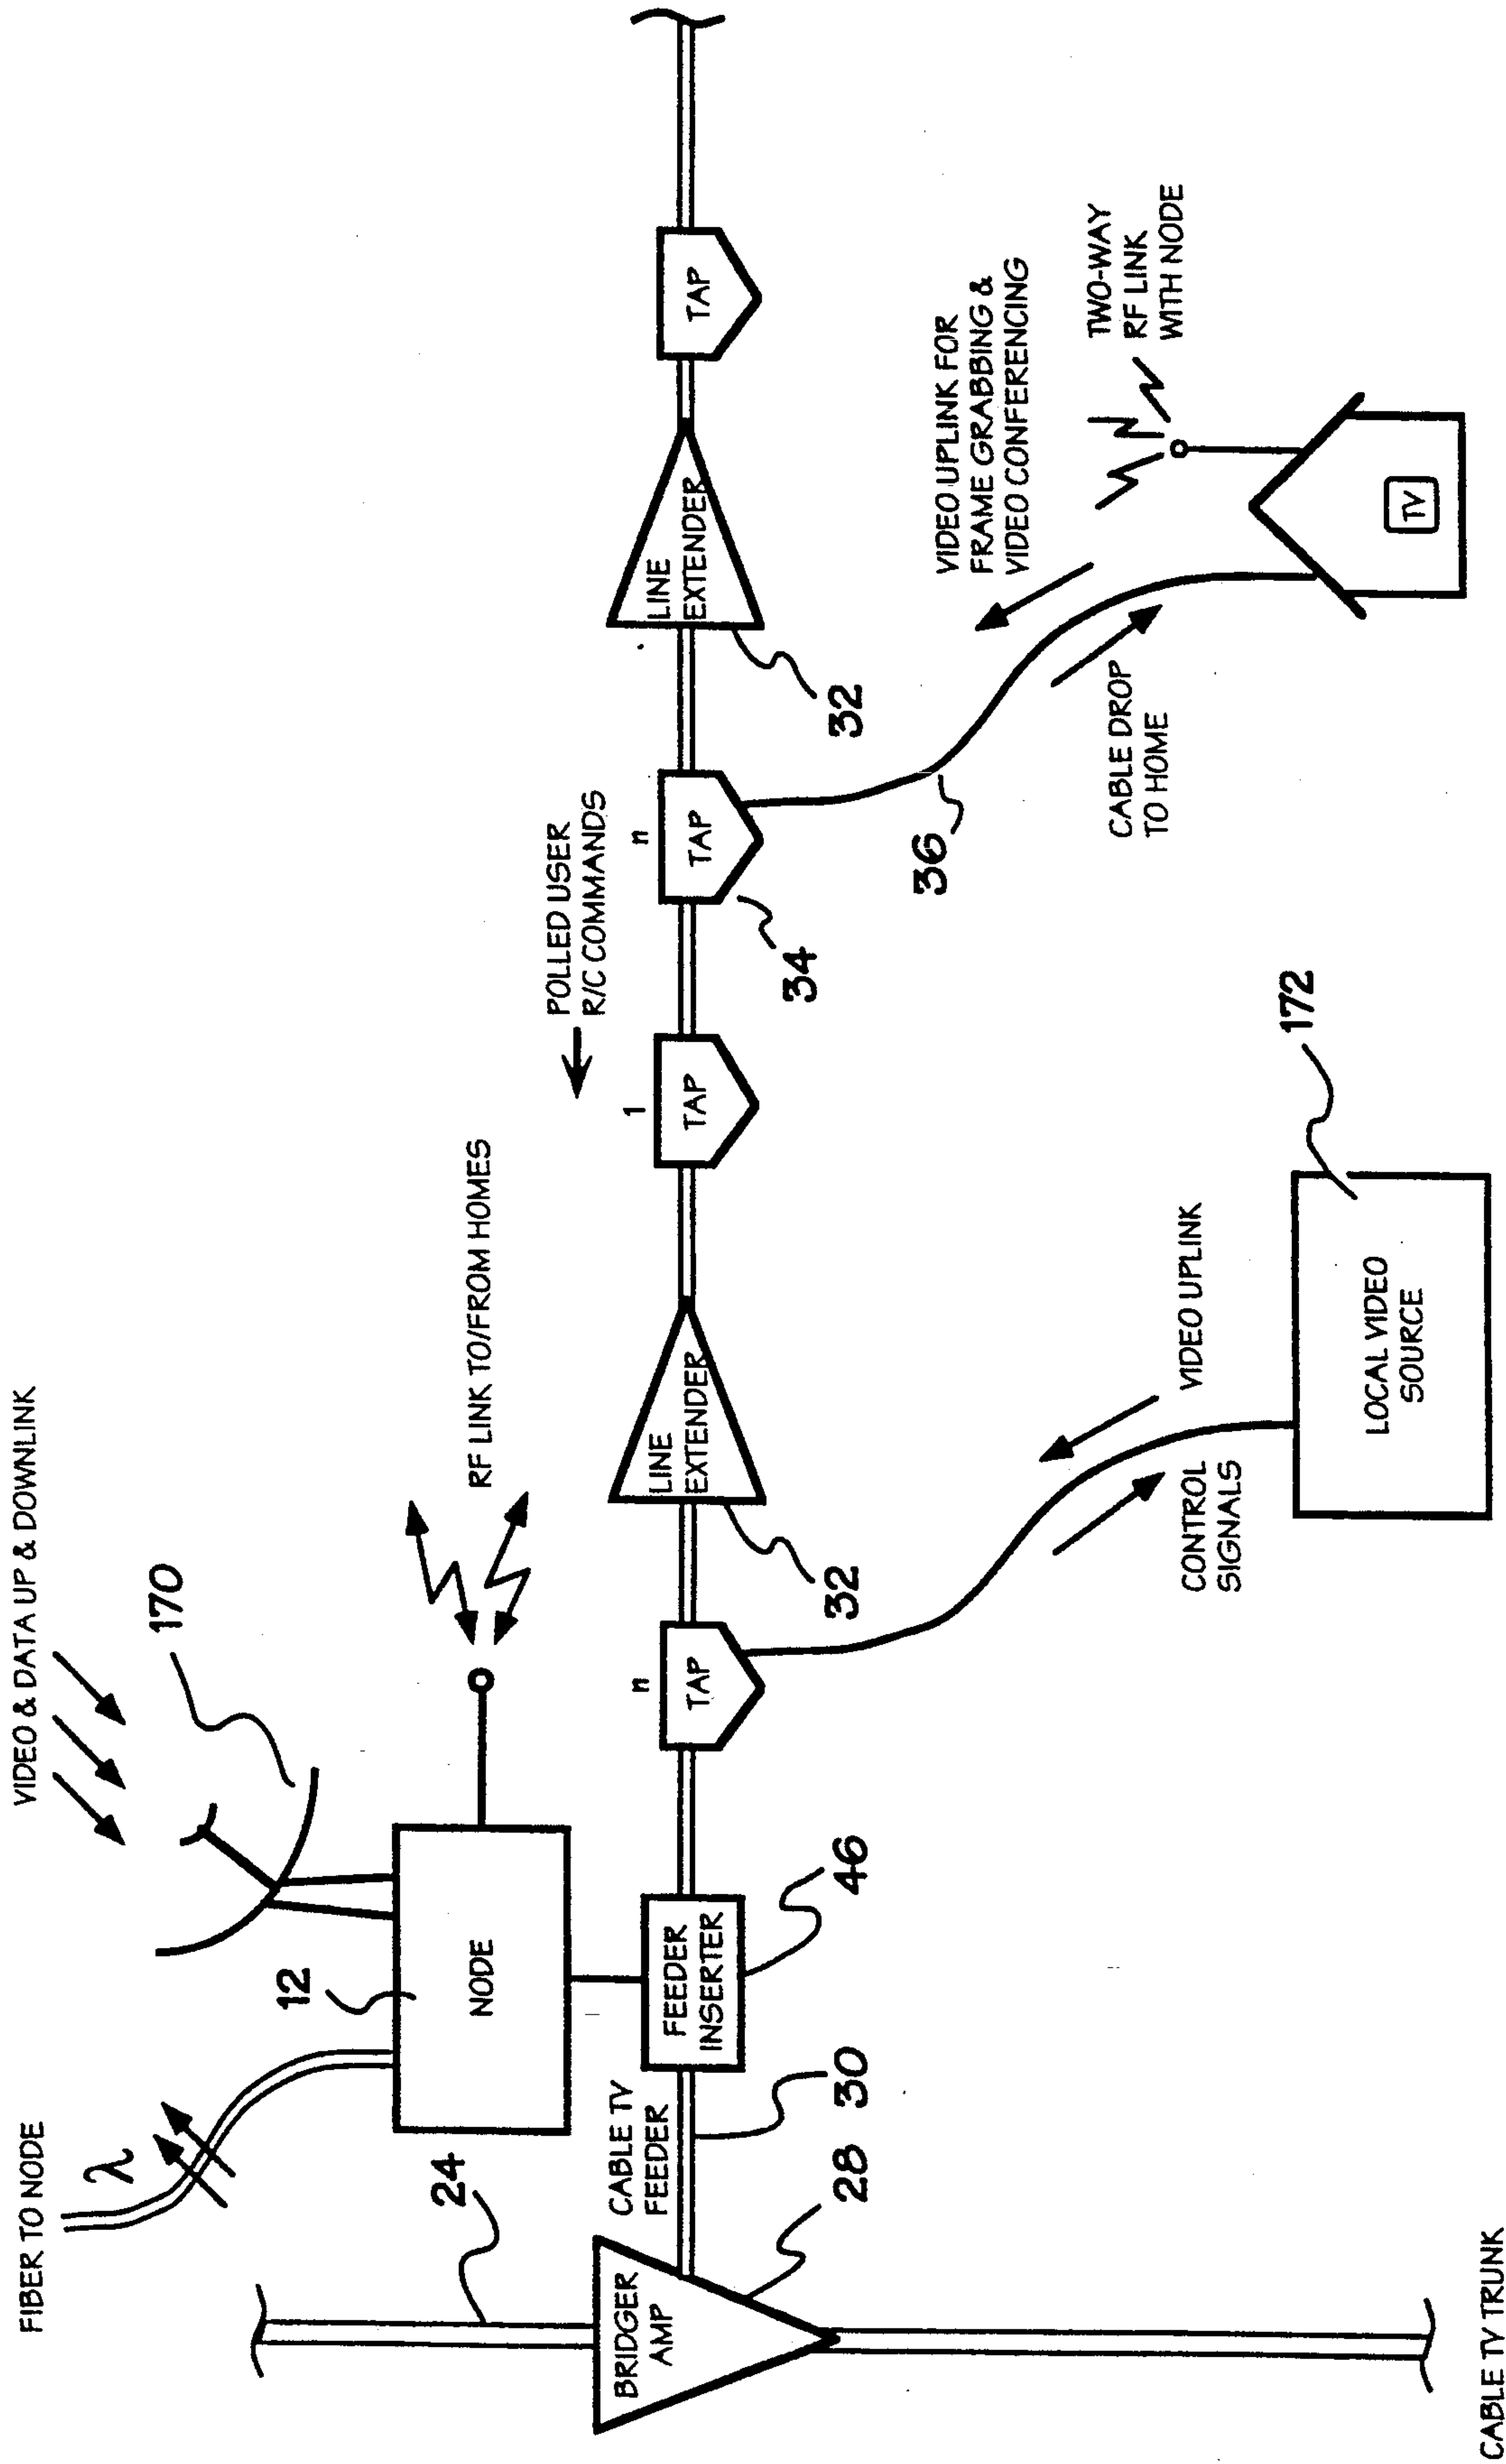 VIDEO & DATA UP & DOWNLINK
FIBER TO NODE
λ
170
12
NODE
RF LINK TO/FROM HOMES
24
POLLED USER
R/C COMMANDS
CABLE TV
FEEDER
BRIDGER
AMP
28
30
FEEDER
INSERTER
46
n
TAP
LINE
EXTENDER
32
1
TAP
n
TAP
34
LINE
EXTENDER
32
TAP
36
VIDEO UPLINK FOR
FRAME GRABBING &
VIDEO CONFERENCING
TWO-WAY
RF LINK
WITH NODE
CABLE DROP
TO HOME
TV
CONTROL
SIGNALS
VIDEO UPLINK
172
LOCAL VIDEO
SOURCE
CABLE TV TRUNK